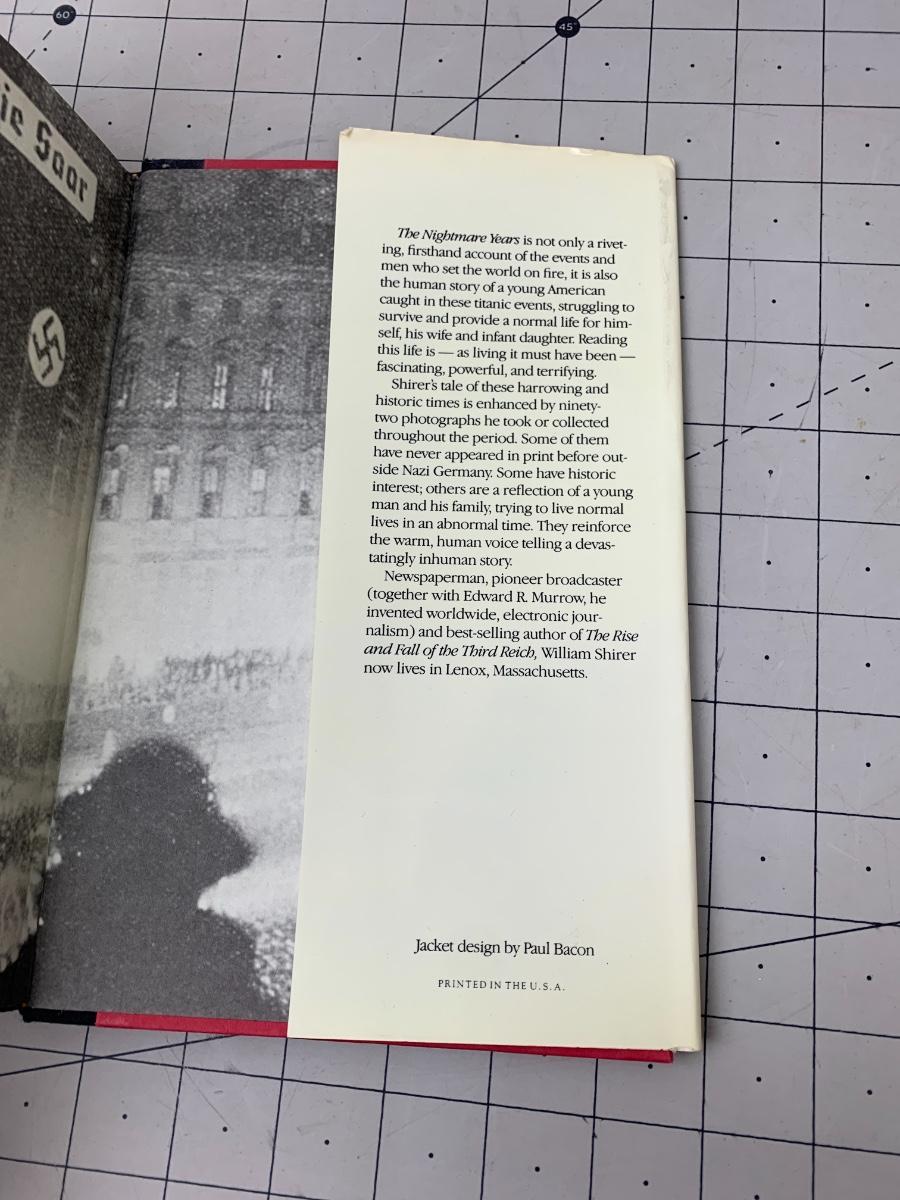 60°
45°
ie Saar
The Nightmare Years is not only a rivet-
ing, firsthand account of the events and
men who set the world on fire, it is also
the human story of a young American
caught in these titanic events, struggling to
survive and provide a normal life for him-
self, his wife and infant daughter. Reading
this life is — as living it must have been —
fascinating, powerful, and terrifying.
Shirer's tale of these harrowing and
historic times is enhanced by ninety-
two photographs he took or collected
throughout the period. Some of them
have never appeared in print before out-
side Nazi Germany. Some have historic
interest; others are a reflection of a young
man and his family, trying to live normal
lives in an abnormal time. They reinforce
the warm, human voice telling a devas-
tatingly inhuman story.
Newspaperman, pioneer broadcaster
(together with Edward R. Murrow, he
invented worldwide, electronic jour-
nalism) and best-selling author of The Rise
and Fall of the Third Reich, William Shirer
now lives in Lenox, Massachusetts.
Jacket design by Paul Bacon
PRINTED IN THE U.S.A.